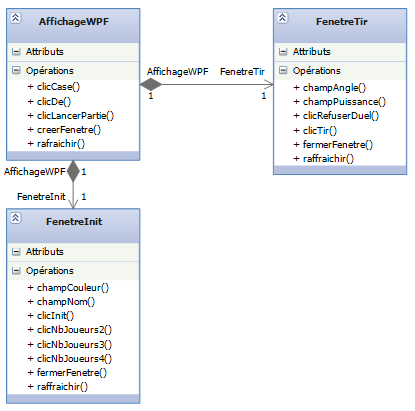 AffichageWPF
Attributs
Opérations
+ clicCase()
+ clicDe()
+ clicLancerPartie()
+ creerFenetre()
+ rafraichir()
AffichageWPF FenetreTir
1 1
FenetreTir
Attributs
Opérations
+ champAngle()
+ champPuissance()
+ clicRefuserDuel()
+ clicTir()
+ fermerFenetre()
+ raffraichir()
AffichageWPF 1
FenetreInit 1
FenetreInit
Attributs
Opérations
+ champCouleur()
+ champNom()
+ clicInit()
+ clicNbJoueurs2()
+ clicNbJoueurs3()
+ clicNbJoueurs4()
+ fermerFenetre()
+ raffraichir()